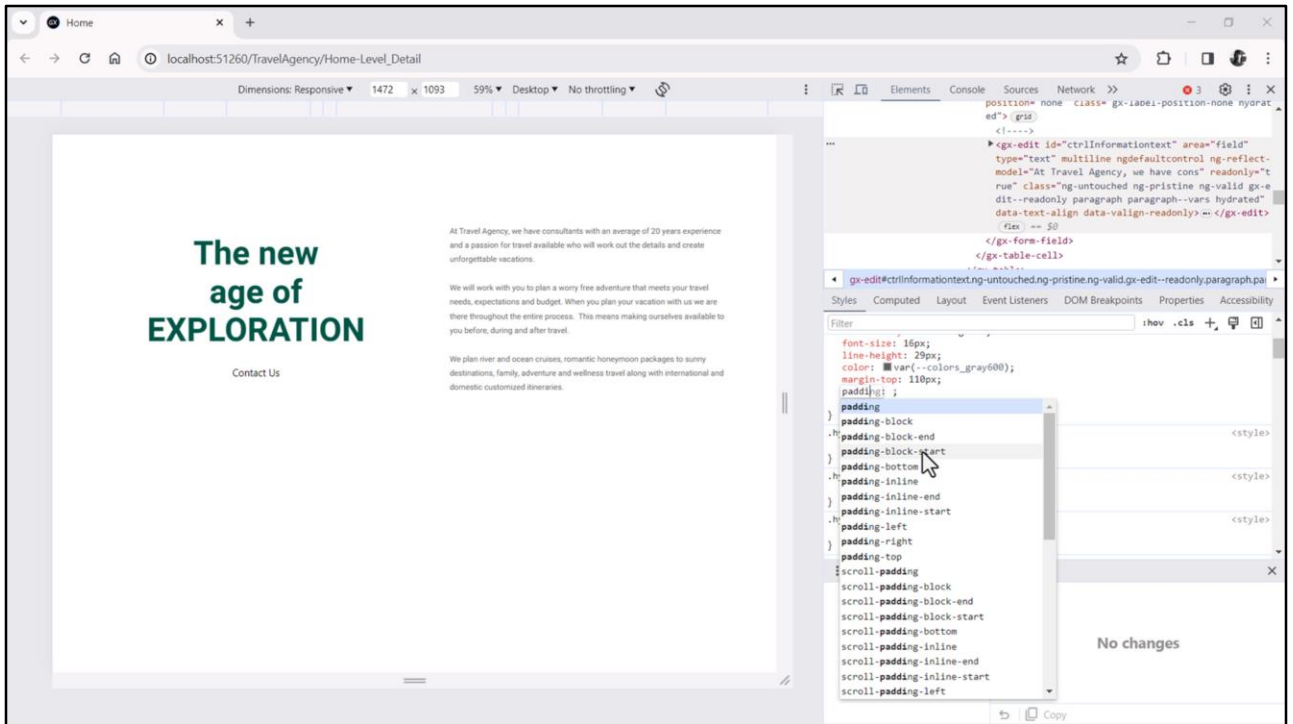 GX Home
localhost:51260/TravelAgency/Home-Level_Detail
Dimensions: Responsive 1472 x 1093 59% Desktop No throttling
Elements Console Sources Network 3
position="none" class="gx-label-position-none hydrat
ed"> grid
<!---->
<gx-edit id="ctrlInformationtext" area="field"
type="text" multiline ngdefaultcontrol ng-reflect-
model="At Travel Agency, we have cons" readonly="t
rue" class="ng-untouched ng-pristine ng-valid gx-e
dit--readonly paragraph paragraph--vars hydrated"
data-text-align data-valign-readonly> … </gx-edit>
flex == $0
</gx-form-field>
</gx-table-cell>
gx-edit#ctrlInformationtext.ng-untouched.ng-pristine.ng-valid.gx-edit--readonly.paragraph.pa
Styles Computed Layout Event Listeners DOM Breakpoints Properties Accessibility
Filter :hov .cls
The new
age of
EXPLORATION
Contact Us
At Travel Agency, we have consultants with an average of 20 years experience
and a passion for travel available who will work out the details and create
unforgettable vacations.
We will work with you to plan a worry free adventure that meets your travel
needs, expectations and budget. When you plan your vacation with us we are
there throughout the entire process. This means making ourselves available to
you before, during and after travel.
We plan river and ocean cruises, romantic honeymoon packages to sunny
destinations, family, adventure and wellness travel along with international and
domestic customized itineraries.
font-size: 16px;
line-height: 29px;
color: var(--colors_gray600);
margin-top: 110px;
padding: ;
padding
}
padding-block
.h <style>
padding-block-end
padding-block-start
}
padding-bottom
.h <style>
padding-inline
padding-inline-end
}
padding-inline-start
.h <style>
padding-left
padding-right
}
padding-top
scroll-padding
scroll-padding-block
scroll-padding-block-end
scroll-padding-block-start
scroll-padding-bottom
scroll-padding-inline
scroll-padding-inline-end
scroll-padding-inline-start
scroll-padding-left
No changes
Copy